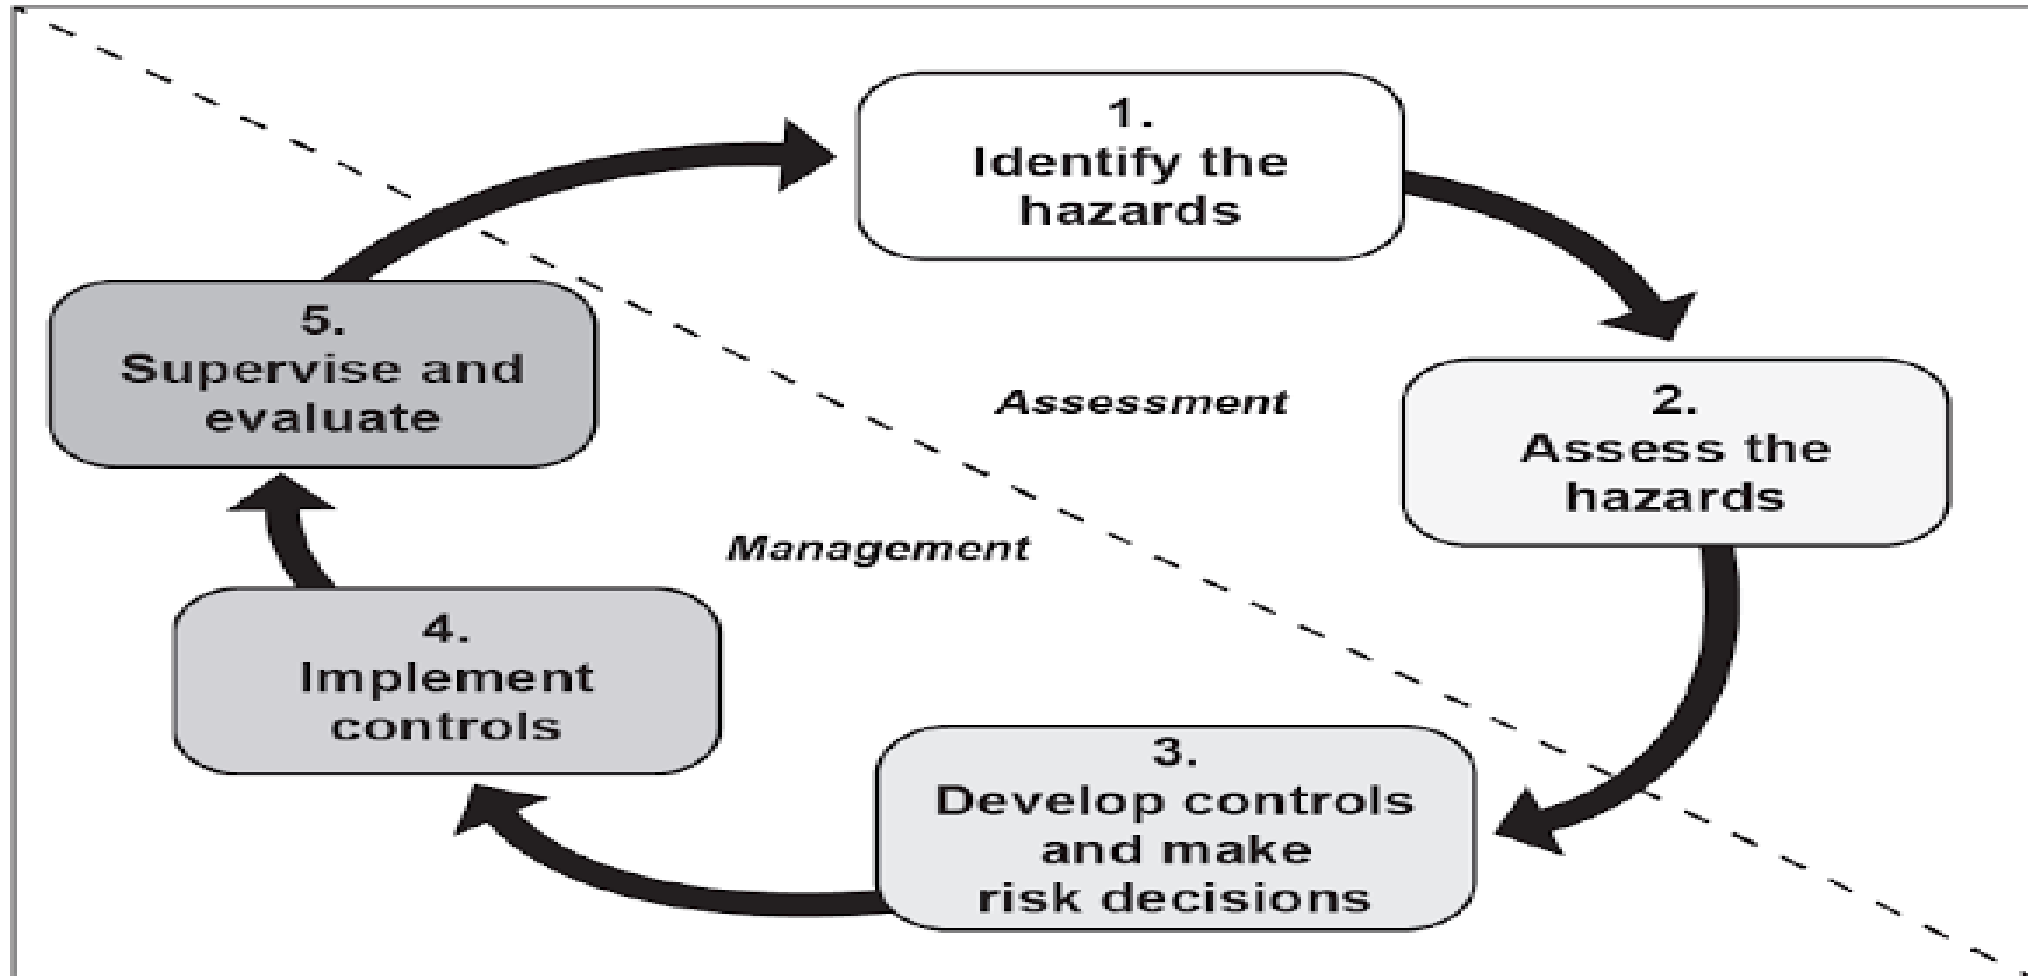 1.
Identify the
hazards
2.
Assess the
hazards
3.
Develop controls
and make
risk decisions
4.
Implement
controls
5.
Supervise and
evaluate
Assessment
Management